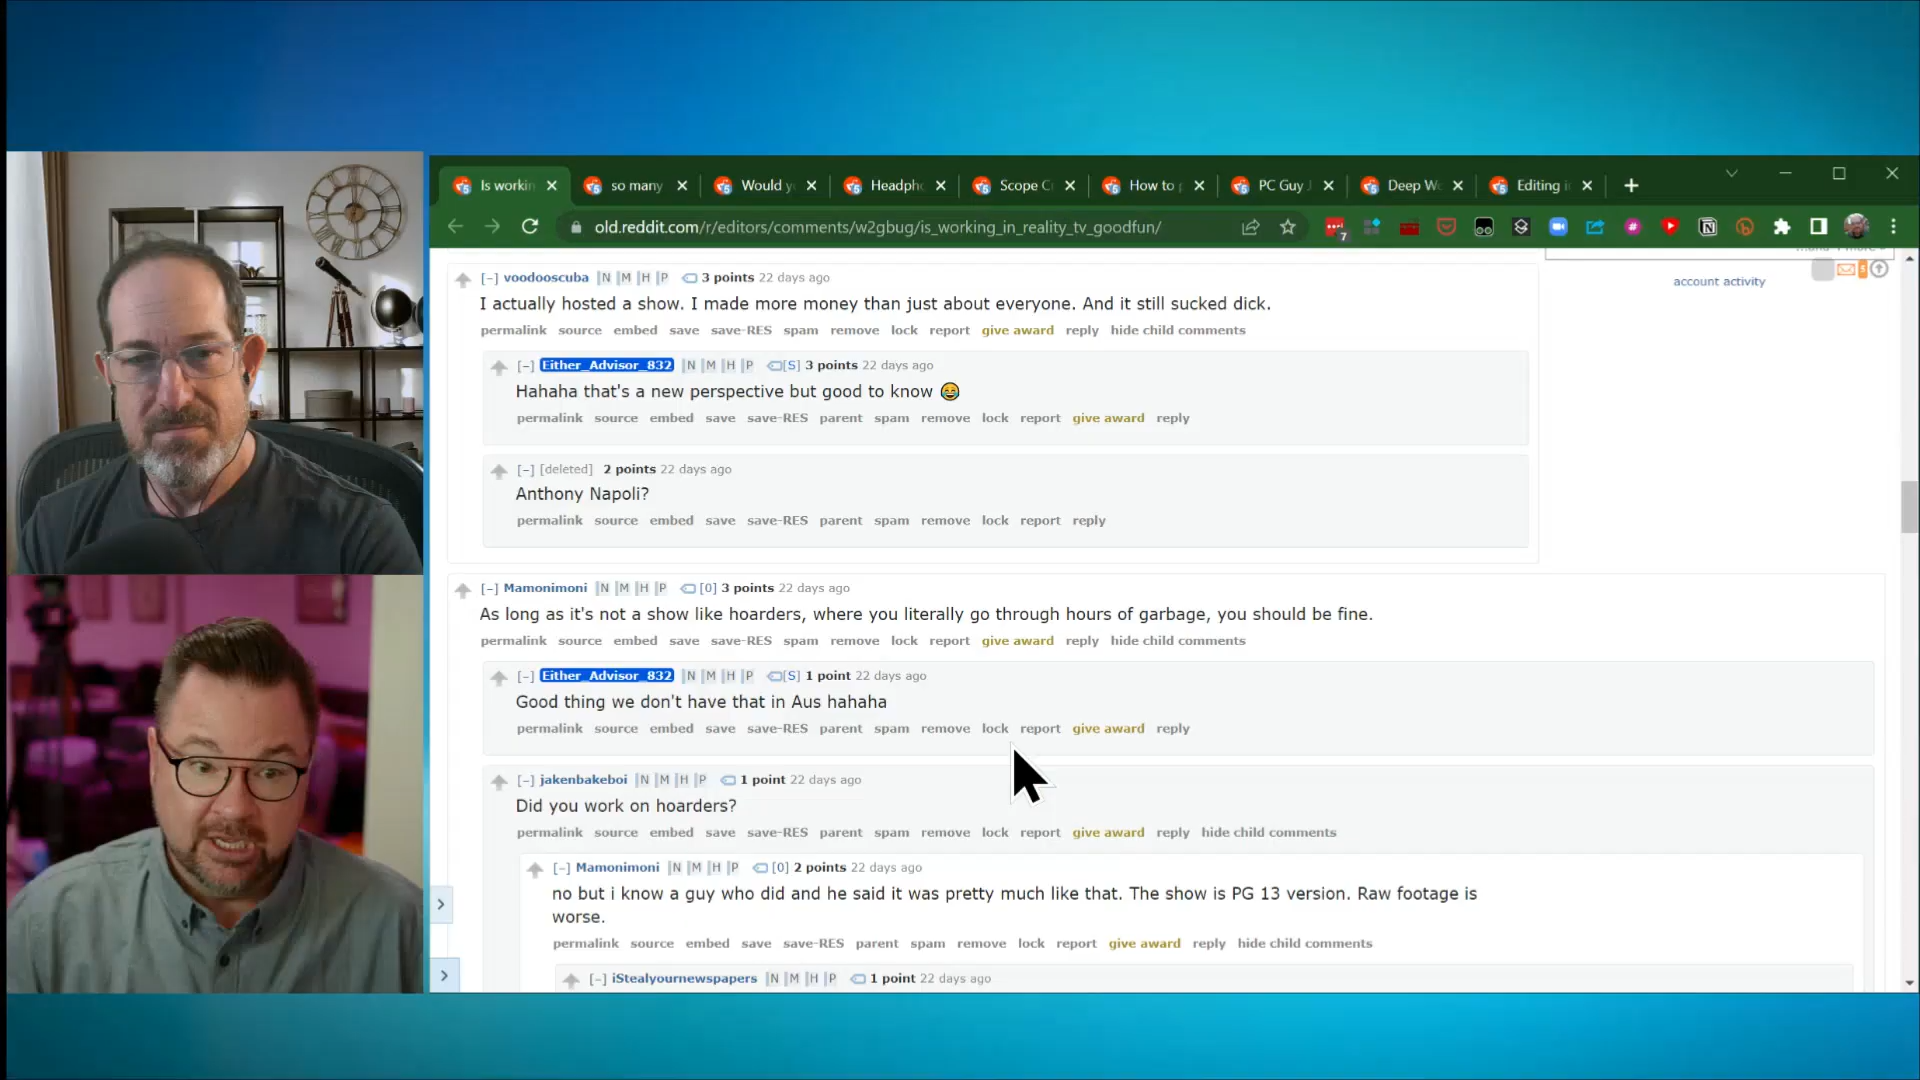 Is workin
so many
Would y
Headph
Scope C
How to p
PC Guy J
Deep W
Editing i
old.reddit.com/r/editors/comments/w2gbug/is_working_in_reality_tv_goodfun/
7
account activity
[–] voodooscuba |N |M |H |P 3 points 22 days ago
I actually hosted a show. I made more money than just about everyone. And it still sucked dick.
permalink source embed save save-RES spam remove lock report give award reply hide child comments
[–] Either_Advisor_832 |N |M |H |P [S] 3 points 22 days ago
Hahaha that's a new perspective but good to know 😂
permalink source embed save save-RES parent spam remove lock report give award reply
[–] [deleted] 2 points 22 days ago
Anthony Napoli?
permalink source embed save save-RES parent spam remove lock report reply
[–] Mamonimoni |N |M |H |P [0] 3 points 22 days ago
As long as it's not a show like hoarders, where you literally go through hours of garbage, you should be fine.
permalink source embed save save-RES spam remove lock report give award reply hide child comments
[–] Either_Advisor_832 |N |M |H |P [S] 1 point 22 days ago
Good thing we don't have that in Aus hahaha
permalink source embed save save-RES parent spam remove lock report give award reply
[–] jakenbakeboi |N |M |H |P 1 point 22 days ago
Did you work on hoarders?
permalink source embed save save-RES parent spam remove lock report give award reply hide child comments
[–] Mamonimoni |N |M |H |P [0] 2 points 22 days ago
no but i know a guy who did and he said it was pretty much like that. The show is PG 13 version. Raw footage is
worse.
permalink source embed save save-RES parent spam remove lock report give award reply hide child comments
[–] iStealyournewspapers |N |M |H |P 1 point 22 days ago